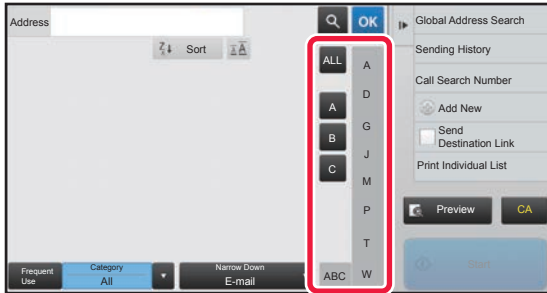 Address
OK
Global Address Search
Sort
ALL
A
Sending History
D
Call Search Number
A
Add New
B
G
Send
Destination Link
C
J
Print Individual List
M
P
Preview
CA
T
Start
Frequent
Use
Category
All
Narrow Down
E-mail
ABC
W